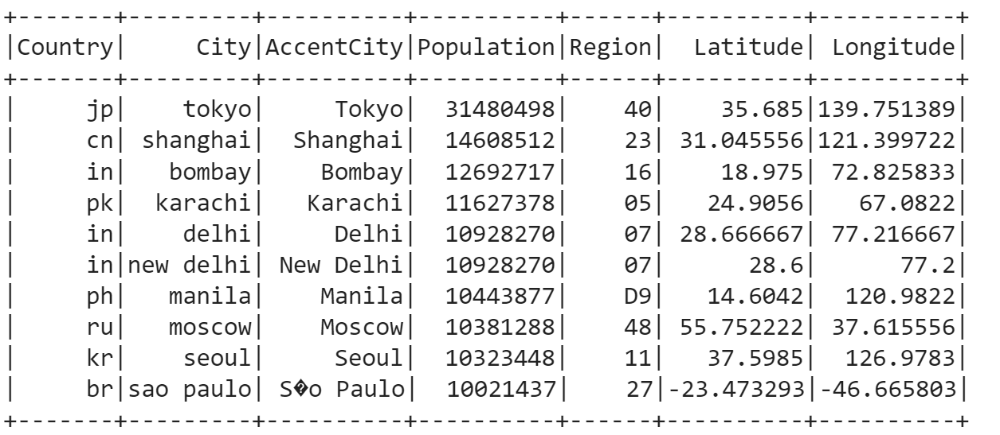 +-------+---------+----------+----------+------+----------+----------+
|Country|     City|AccentCity|Population|Region|  Latitude| Longitude|
+-------+---------+----------+----------+------+----------+----------+
|     jp|    tokyo|     Tokyo|  31480498|    40|    35.685|139.751389|
|     cn| shanghai|  Shanghai|  14608512|    23| 31.045556|121.399722|
|     in|   bombay|    Bombay|  12692717|    16|    18.975| 72.825833|
|     pk|  karachi|   Karachi|  11627378|    05|   24.9056|   67.0822|
|     in|    delhi|     Delhi|  10928270|    07| 28.666667| 77.216667|
|     in|new delhi| New Delhi|  10928270|    07|      28.6|      77.2|
|     ph|   manila|    Manila|  10443877|    D9|   14.6042|  120.9822|
|     ru|   moscow|    Moscow|  10381288|    48| 55.752222| 37.615556|
|     kr|    seoul|     Seoul|  10323448|    11|   37.5985|  126.9783|
|     br|sao paulo| S�o Paulo|  10021437|    27|-23.473293|-46.665803|
+-------+---------+----------+----------+------+----------+----------+